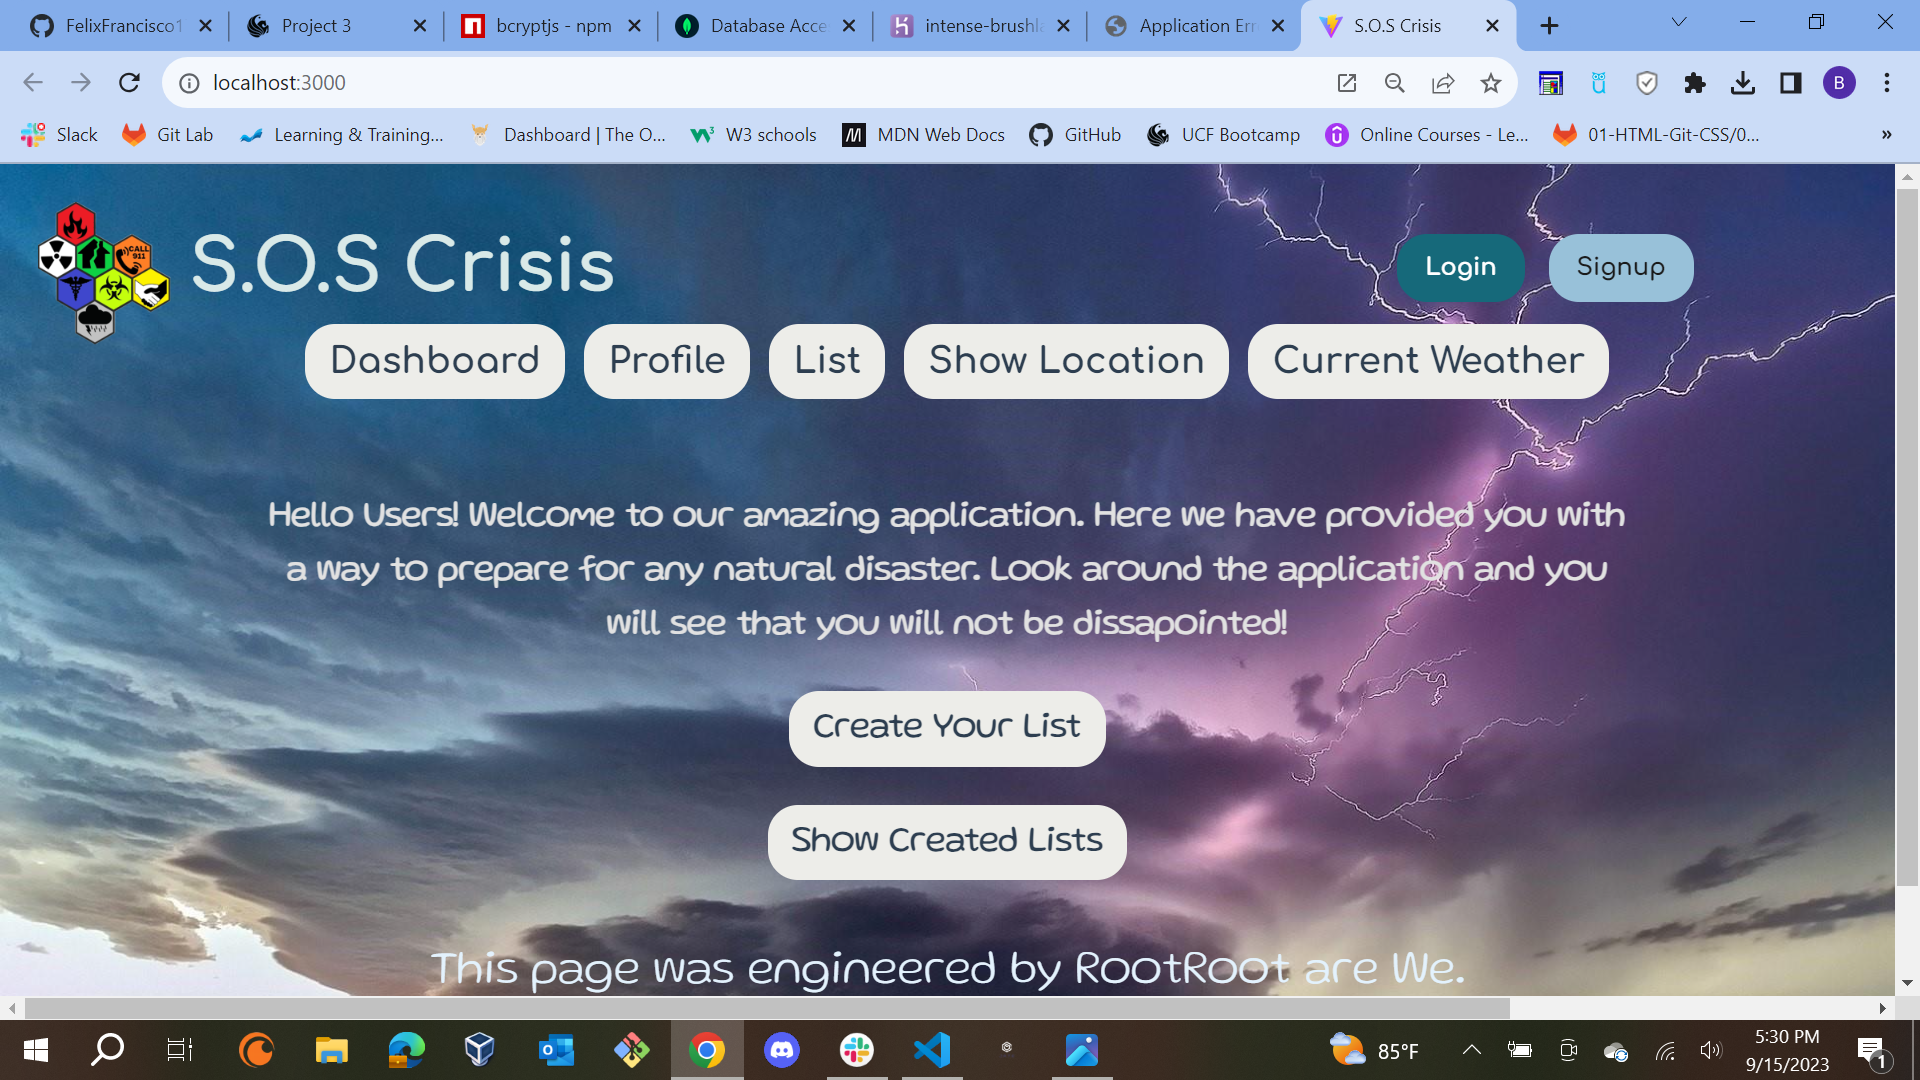 FelixFrancisco1
Project 3
bcryptjs - npm
Database Acce
intense-brushla
Application Err
S.O.S Crisis
localhost:3000
B
Slack
Git Lab
Learning & Training...
Dashboard | The O...
W3 schools
MDN Web Docs
GitHub
UCF Bootcamp
Online Courses - Le...
01-HTML-Git-CSS/0...
»
CALL
911
S.O.S Crisis
Login
Signup
Dashboard
Profile
List
Show Location
Current Weather
Hello Users! Welcome to our amazing application. Here we have provided you with
a way to prepare for any natural disaster. Look around the application and you
will see that you will not be dissapointed!
Create Your List
Show Created Lists
This page was engineered by RootRoot are We.
85°F
5:30 PM
9/15/2023
1